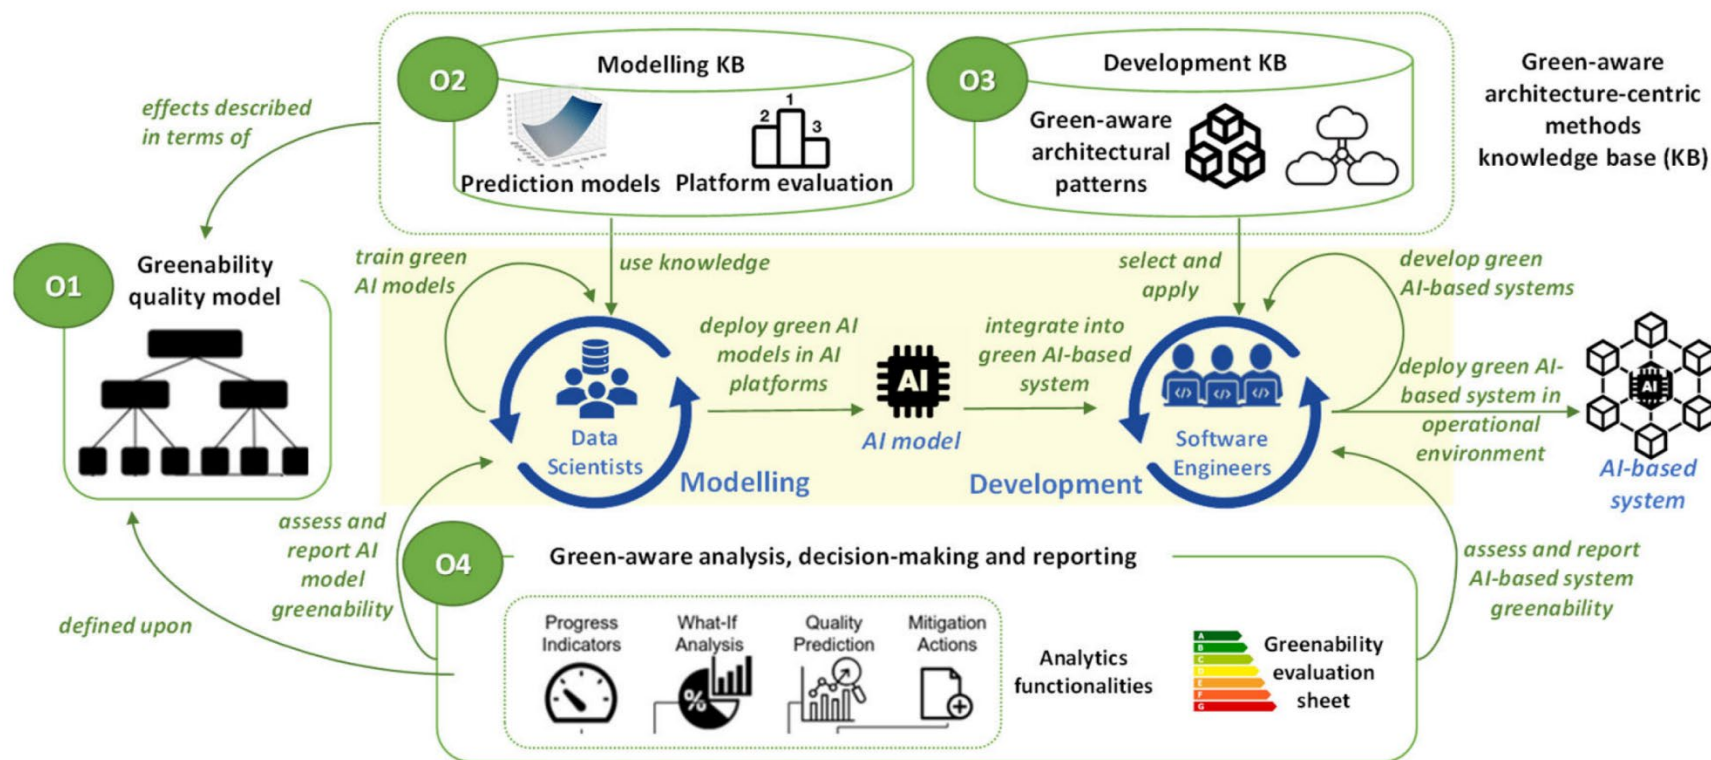 O2
Modelling KB
2
1
3
Prediction models
Platform evaluation
O3
Development KB
Green-aware
architectural
patterns
Green-aware
architecture-centric
methods
knowledge base (KB)
effects described
in terms of
O1
Greenability
quality model
train green
AI models
use knowledge
select and
apply
develop green
AI-based systems
Data
Scientists
Modelling
deploy green AI
models in AI
platforms
AI
AI model
integrate into
green AI-based
system
</>
</>
</>
Software
Engineers
Development
deploy green AI-
based system in
operational
environment
AI
AI-based
system
assess and
report AI
model
greenability
defined upon
O4
Green-aware analysis, decision-making and reporting
Progress
Indicators
What-If
Analysis
%
Quality
Prediction
Mitigation
Actions
Analytics
functionalities
A
B
C
D
E
F
G
Greenability
evaluation
sheet
assess and report
AI-based system
greenability